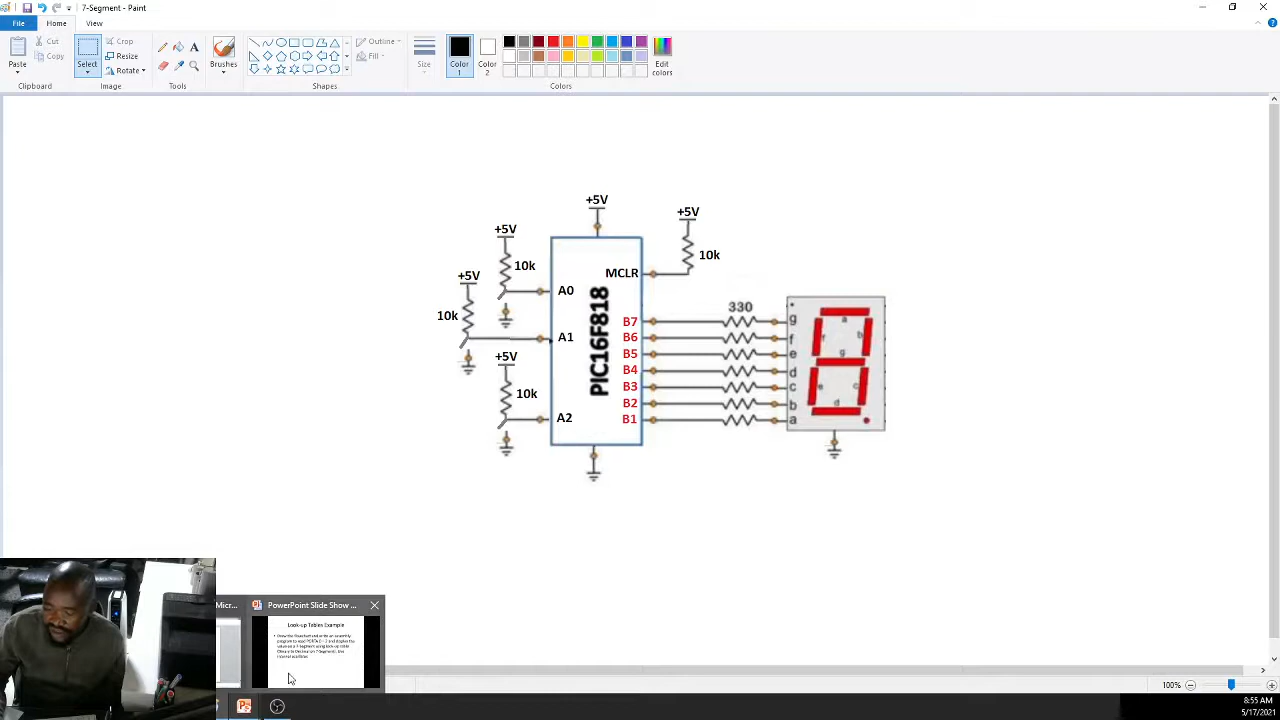 7-Segment - Paint
File
Home
View
Paste
Cut
Copy
Clipboard
Select
Crop
Resize
Rotate
Image
A
Tools
Brushes
Shapes
Outline
Fill
Size
Color
1
Color
2
Edit
colors
Colors
+5V
+5V
+5V
10k
10k
MCLR
A0
+5V
10k
A1
+5V
10k
A2
PIC16F818
330
B7
B6
B5
B4
B3
B2
B1
g
f
e
d
c
b
a
a
b
f
g
e
c
d
Micr...
PowerPoint Slide Show ...
Look-up Tables Example
100%
8:55 AM
5/17/2021